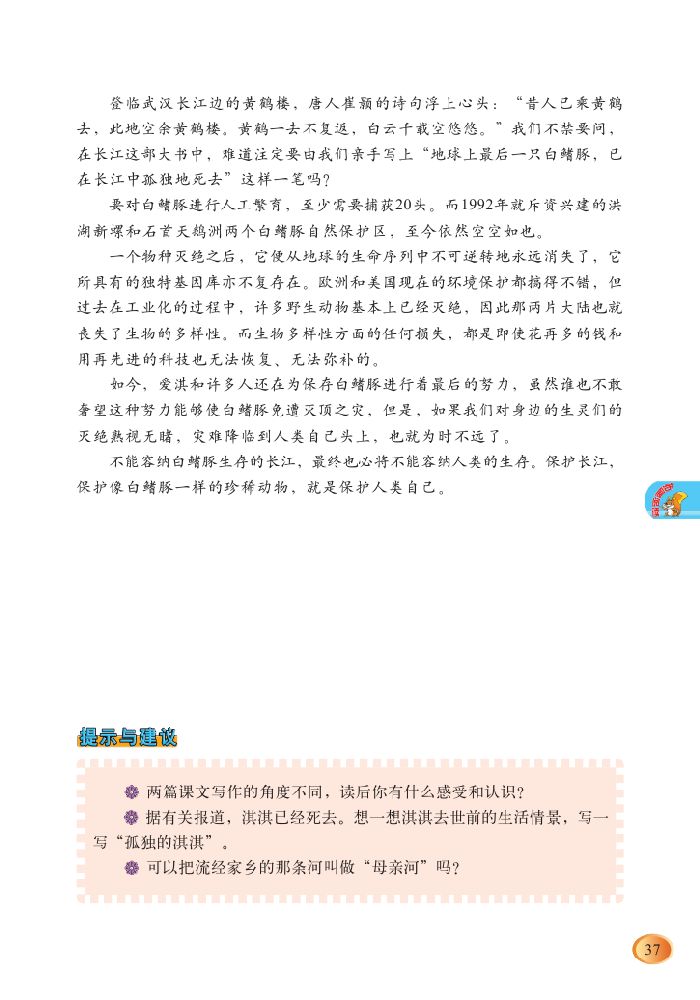 登临武汉长江边的黄鹤楼，唐人崔颢的诗句浮上心头：“昔人已乘黄鹤
去，此地空余黄鹤楼。黄鹤一去不复返，白云千载空悠悠。”我们不禁要问，
在长江这部大书中，难道注定要由我们亲手写上“地球上最后一只白鳍豚，已
在长江中孤独地死去”这样一笔吗？
要对白鳍豚进行人工繁育，至少需要捕获20头。而1992年就斥资兴建的洪
湖新螺和石首天鹅洲两个白鳍豚自然保护区，至今依然空空如也。
一个物种灭绝之后，它便从地球的生命序列中不可逆转地永远消失了，它
所具有的独特基因库亦不复存在。欧洲和美国现在的环境保护都搞得不错，但
过去在工业化的过程中，许多野生动物基本上已经灭绝，因此那两片大陆也就
丧失了生物的多样性。而生物多样性方面的任何损失，都是即使花再多的钱和
用再先进的科技也无法恢复、无法弥补的。
如今，爱淇和许多人还在为保存白鳍豚进行着最后的努力，虽然谁也不敢
奢望这种努力能够使白鳍豚免遭灭顶之灾，但是，如果我们对身边的生灵们的
灭绝熟视无睹，灾难降临到人类自己头上，也就为时不远了。
不能容纳白鳍豚生存的长江，最终也必将不能容纳人类的生存。保护长江，
保护像白鳍豚一样的珍稀动物，就是保护人类自己。
提示与建议
两篇课文写作的角度不同，读后你有什么感受和认识？
据有关报道，淇淇已经死去。想一想淇淇去世前的生活情景，写一
写“孤独的淇淇”。
可以把流经家乡的那条河叫做“母亲河”吗？
37